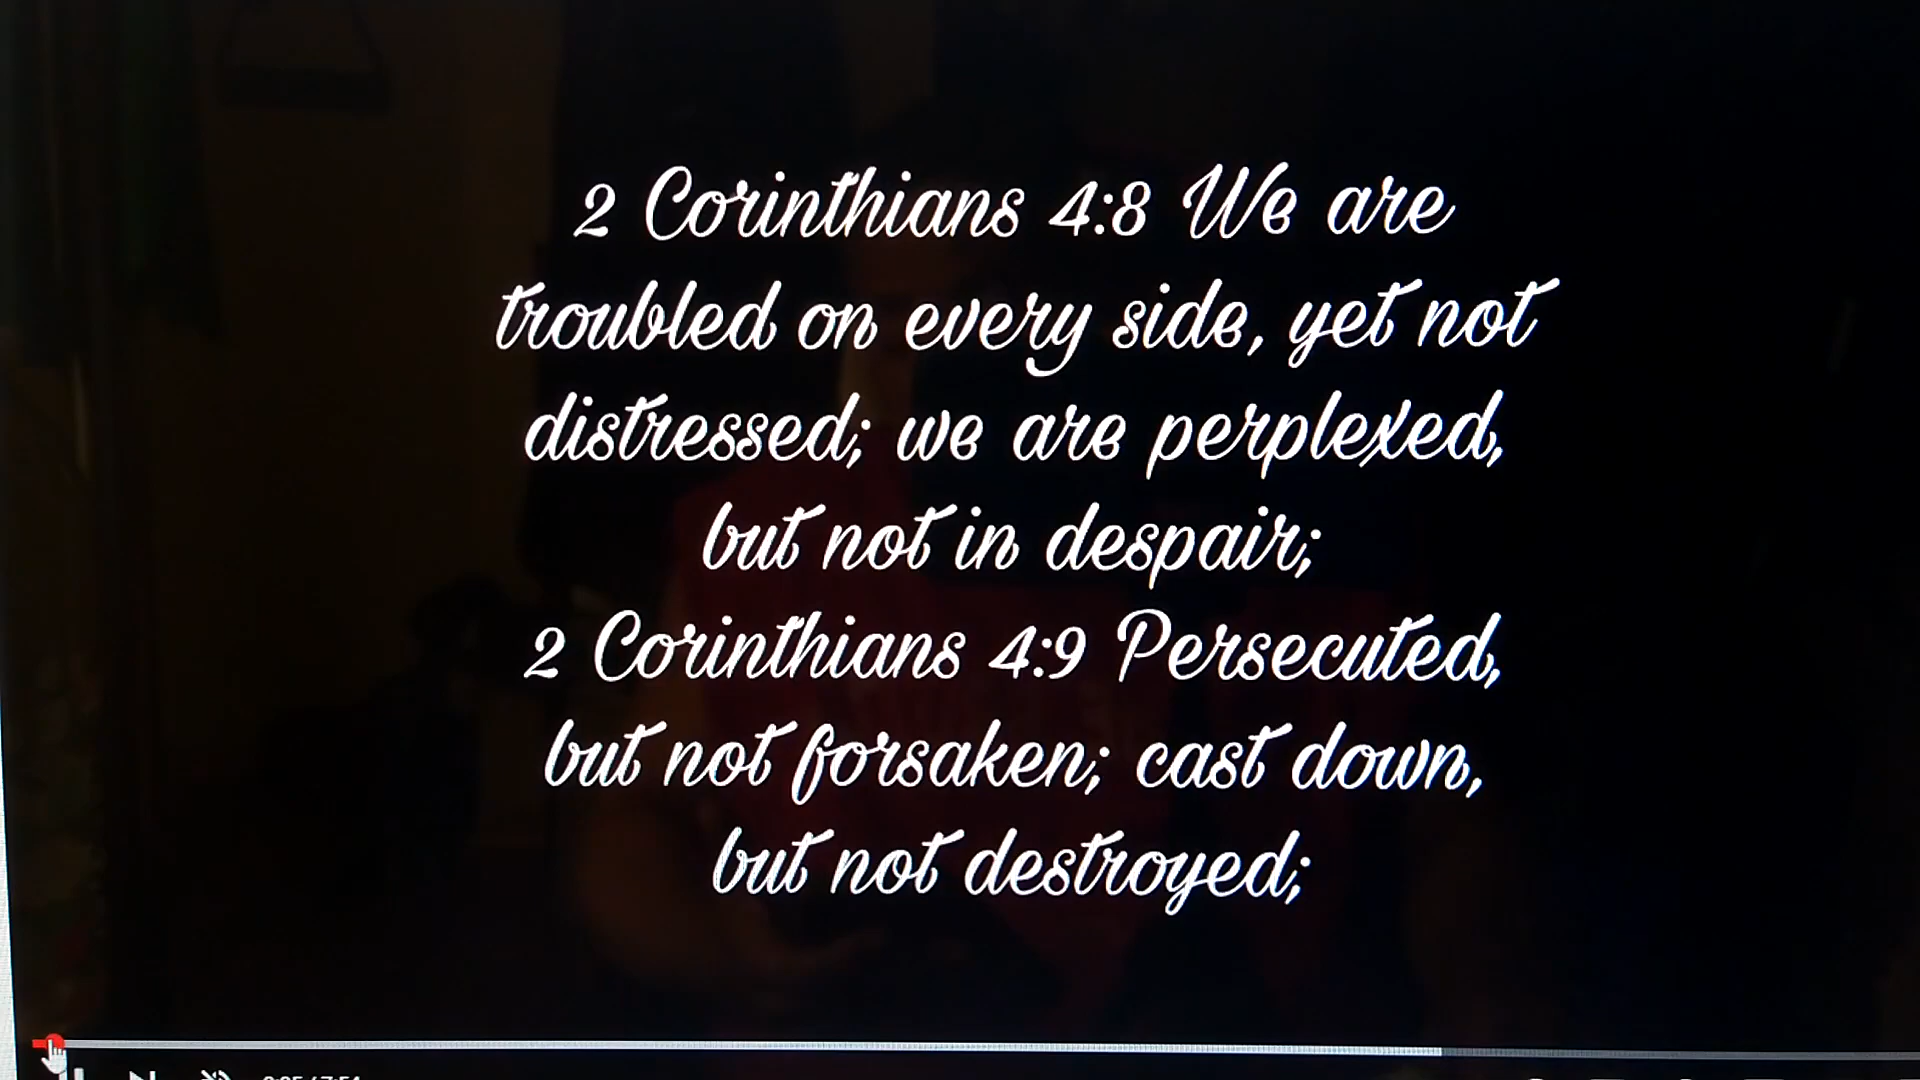 2 Corinthians 4:8 We are
troubled on every side, yet not
distressed; we are perplexed,
but not in despair;
2 Corinthians 4:9 Persecuted,
but not forsaken; cast down,
but not destroyed;